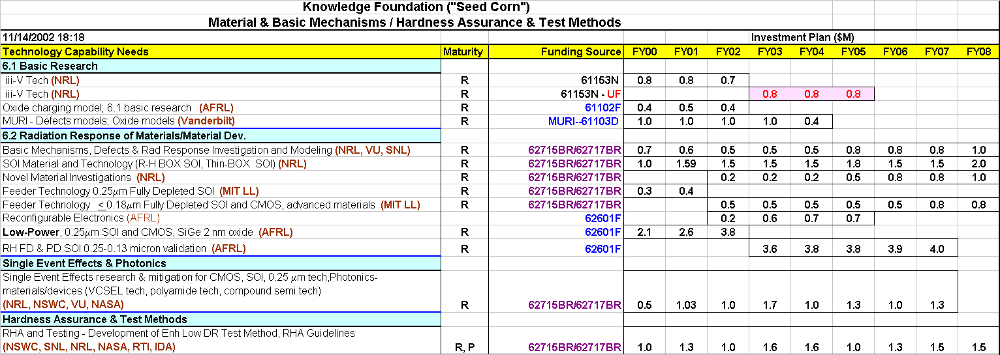 Knowledge Foundation ("Seed Corn")
Material & Basic Mechanisms / Hardness Assurance & Test Methods
11/14/2002 18:18 Investment Plan ($M)
Technology Capability Needs Maturity Funding Source FY00 FY01 FY02 FY03 FY04 FY05 FY06 FY07 FY08
6.1 Basic Research
iii-V Tech (NRL) R 61153N 0.8 0.8 0.7
iii-V Tech (NRL) R 61153N - UF 0.8 0.8 0.8
Oxide charging model; 6.1 basic research (AFRL) R 61102F 0.4 0.5 0.4
MURI - Defects models; Oxide models (Vanderbilt) R MURI--61103D 1.0 1.0 1.0 1.0 0.4
6.2 Radiation Response of Materials/Material Dev.
Basic Mechanisms, Defects & Rad Response Investigation and Modeling (NRL, VU, SNL) R 62715BR/62717BR 0.7 0.6 0.5 0.5 0.5 0.8 0.8 0.8 1.0
SOI Material and Technology (R-H BOX SOI, Thin-BOX SOI) (NRL) R 62715BR/62717BR 1.0 1.59 1.5 1.5 1.5 1.8 1.5 1.5 2.0
Novel Material Investigations (NRL) R 62715BR/62717BR 0.2 0.2 0.2 0.5 0.8 0.8 1.0
Feeder Technology 0.25µm Fully Depleted SOI (MIT LL) R 62715BR/62717BR 0.3 0.4
Feeder Technology ≤ 0.18µm Fully Depleted SOI and CMOS, advanced materials (MIT LL) R 62715BR/62717BR 0.5 0.5 0.5 0.5 0.5 0.8 0.8
Reconfigurable Electronics (AFRL) 62601F 0.2 0.6 0.7 0.7
Low-Power, 0.25µm SOI and CMOS, SiGe 2 nm oxide (AFRL) R 62601F 2.1 2.6 3.8
RH FD & PD SOI 0.25-0.13 micron validation (AFRL) R 62601F 3.6 3.8 3.8 3.9 4.0
Single Event Effects & Photonics
Single Event Effects research & mitigation for CMOS, SOI, 0.25 µm tech,Photonics-
materials/devices (VCSEL tech, polyamide tech, compound semi tech)
(NRL, NSWC, VU, NASA) R 62715BR/62717BR 0.5 1.03 1.0 1.7 1.0 1.3 1.0 1.3
Hardness Assurance & Test Methods
RHA and Testing - Development of Enh Low DR Test Method, RHA Guidelines
(NSWC, SNL, NRL, NASA, RTI, IDA) R, P 62715BR/62717BR 1.0 1.3 1.0 1.6 1.6 1.0 1.3 1.5 1.5